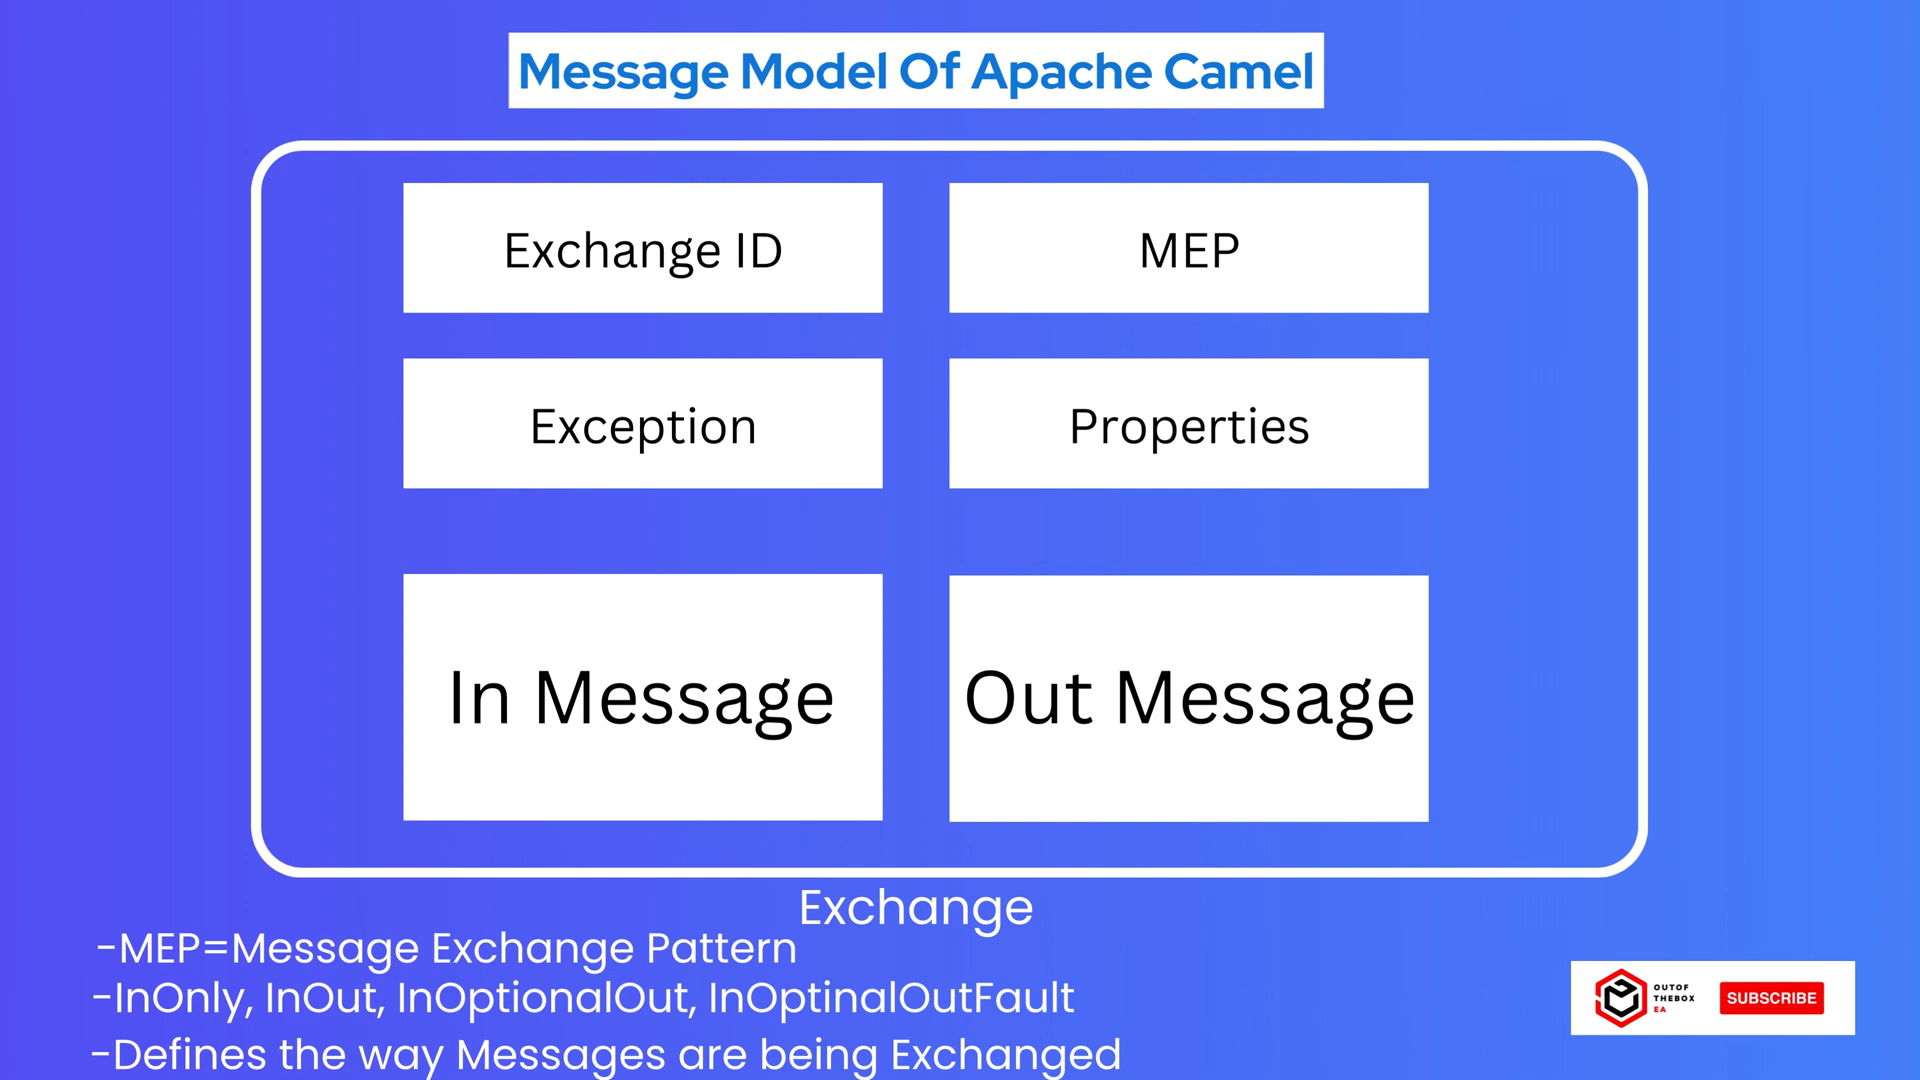 Message Model Of Apache Camel
Exchange ID
MEP
Exception
Properties
In Message
Out Message
Exchange
-MEP=Message Exchange Pattern
-InOnly, InOut, InOptionalOut, InOptinalOutFault
-Defines the way Messages are being Exchanged
OUTOF
THEBOX
EA
SUBSCRIBE